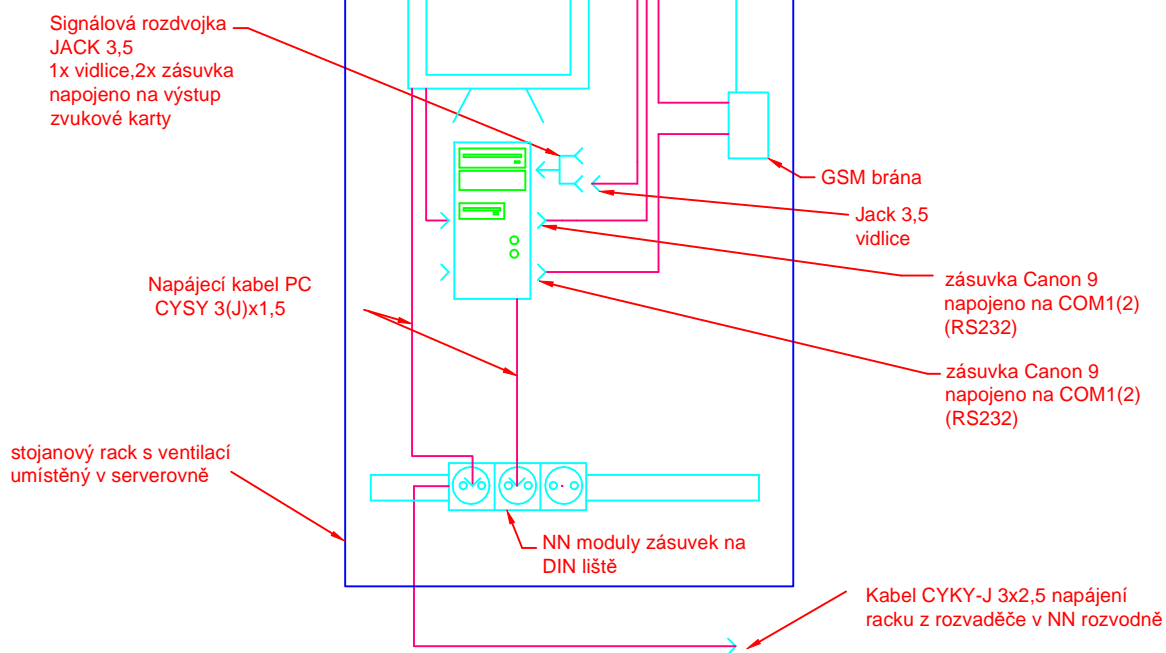 Signálová rozdvojka
JACK 3,5
1x vidlice,2x zásuvka
napojeno na výstup
zvukové karty
GSM brána
Jack 3,5
vidlice
Napájecí kabel PC
CYSY 3(J)x1,5
zásuvka Canon 9
napojeno na COM1(2)
(RS232)
zásuvka Canon 9
napojeno na COM1(2)
(RS232)
stojanový rack s ventilací
umístěný v serverovně
NN moduly zásuvek na
DIN liště
Kabel CYKY-J 3x2,5 napájení
racku z rozvaděče v NN rozvodně